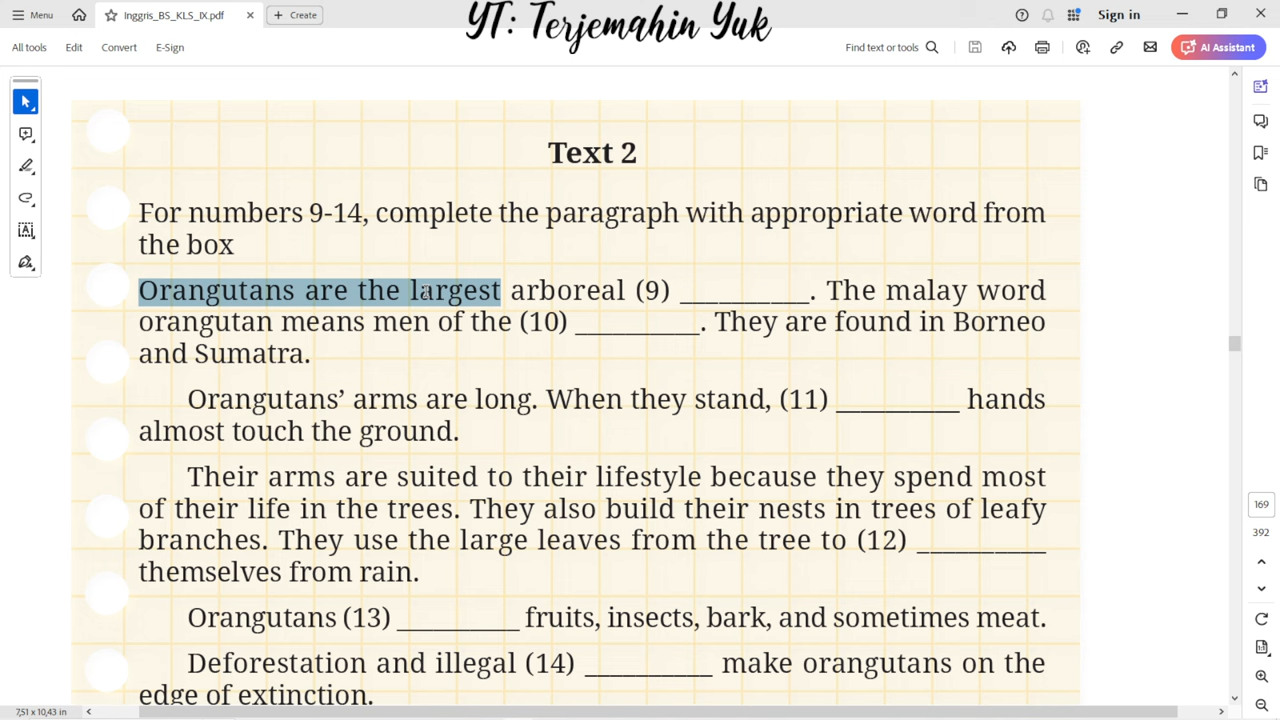 Menu
Inggris_BS_KLS_IX.pdf
Create
YT: Terjemahin Yuk
Sign in
All tools
Edit
Convert
E-Sign
Find text or tools
AI Assistant
Text 2
For numbers 9-14, complete the paragraph with appropriate word from
the box
Orangutans are the largest arboreal (9) __________. The malay word
orangutan means men of the (10) __________. They are found in Borneo
and Sumatra.
Orangutans’ arms are long. When they stand, (11) __________ hands
almost touch the ground.
Their arms are suited to their lifestyle because they spend most
of their life in the trees. They also build their nests in trees of leafy
branches. They use the large leaves from the tree to (12) __________
themselves from rain.
Orangutans (13) __________ fruits, insects, bark, and sometimes meat.
Deforestation and illegal (14) __________ make orangutans on the
edge of extinction.
169
392
7,51 x 10,43 in